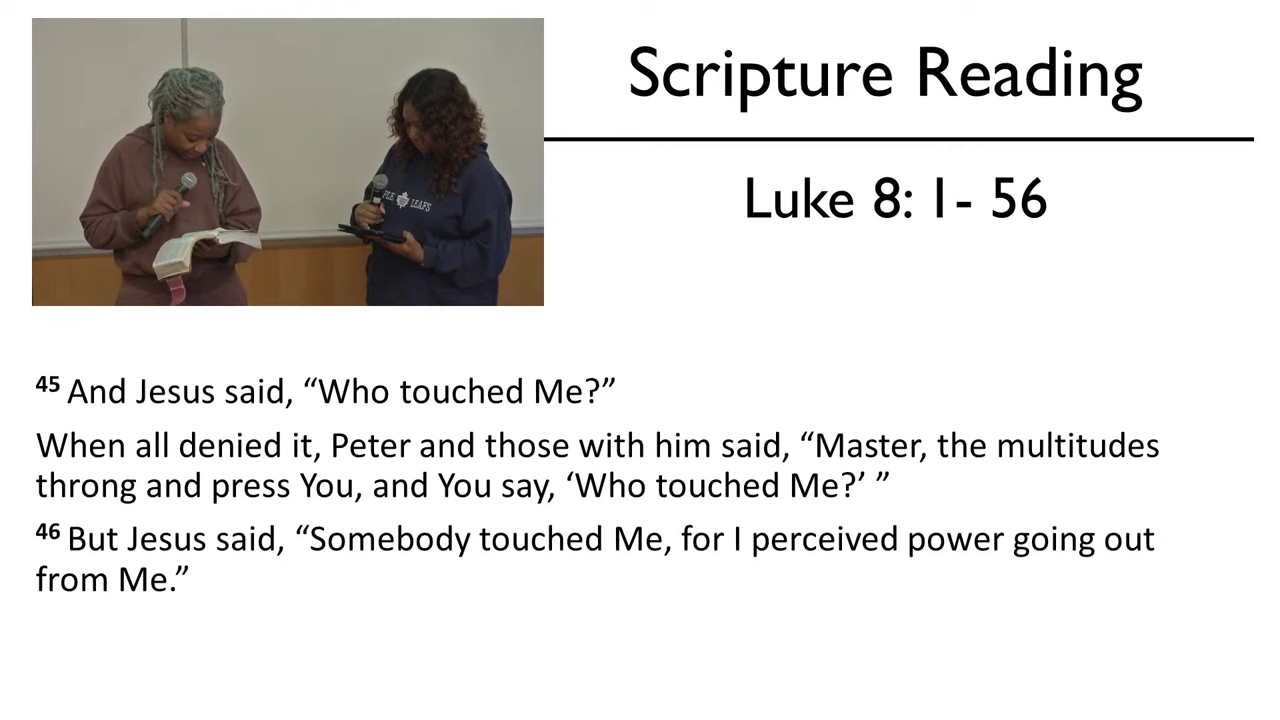 Scripture Reading
Luke 8: 1- 56
PLE LEAFS
45 And Jesus said, “Who touched Me?”
When all denied it, Peter and those with him said, “Master, the multitudes
throng and press You, and You say, ‘Who touched Me?’ ”
46 But Jesus said, “Somebody touched Me, for I perceived power going out
from Me.”